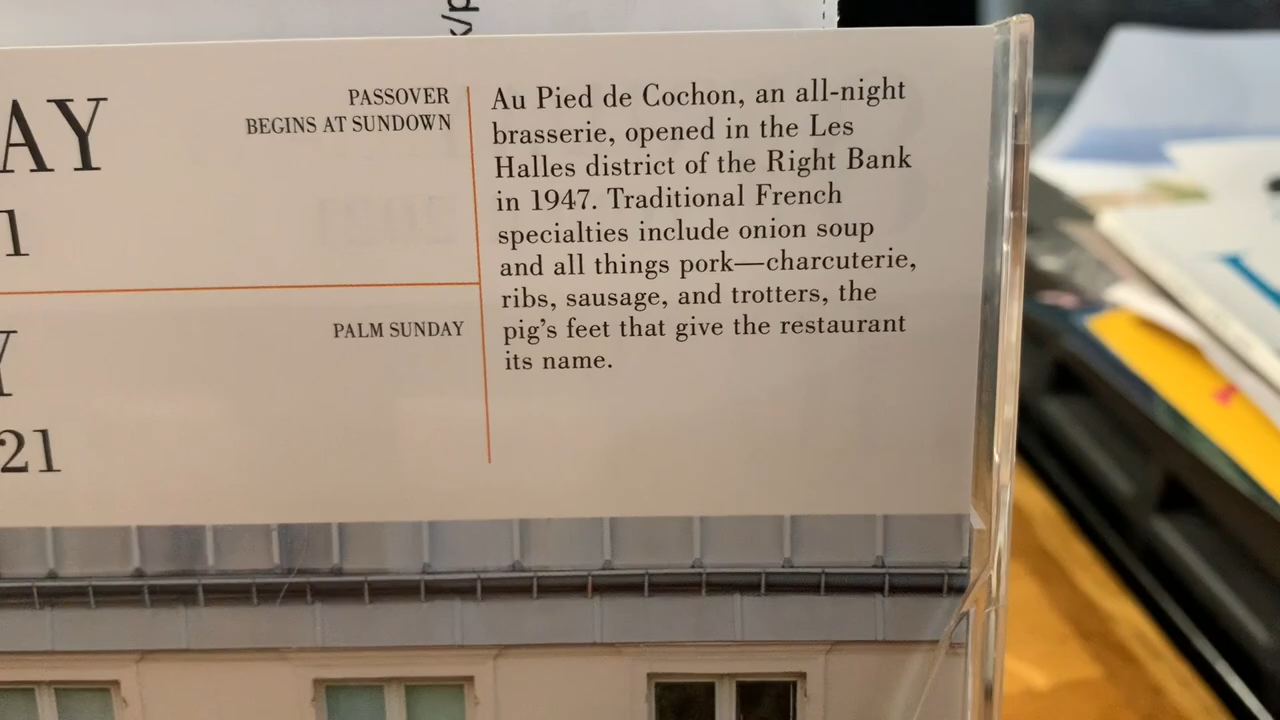 AY
1
PASSOVER
BEGINS AT SUNDOWN
Y
21
PALM SUNDAY
Au Pied de Cochon, an all-night
brasserie, opened in the Les
Halles district of the Right Bank
in 1947. Traditional French
specialties include onion soup
and all things pork—charcuterie,
ribs, sausage, and trotters, the
pig's feet that give the restaurant
its name.